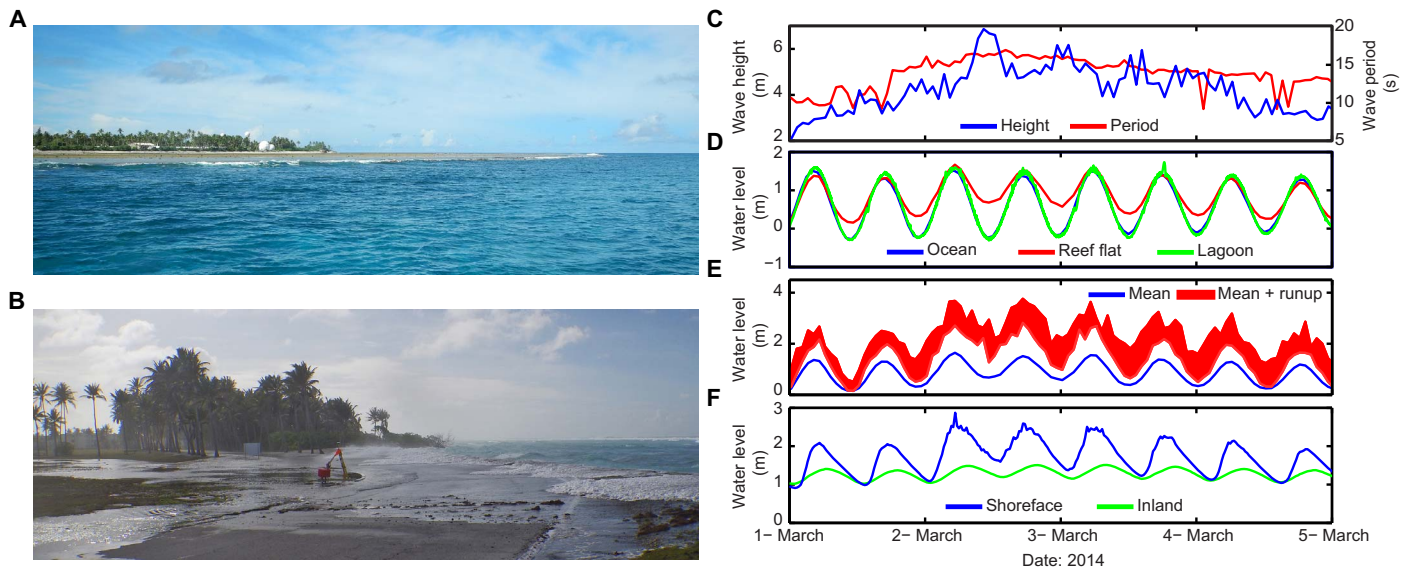 A
B
C
Wave height
(m)
6
4
2
20
15
10
5
Wave period
(s)
Height Period
D
Water level
(m)
2
1
0
−1
Ocean Reef flat Lagoon
E
Water level
(m)
4
2
0
Mean Mean + runup
F
Water level
(m)
3
2
1
0
Shoreface Inland
1− March 2− March 3− March 4− March 5− March
Date: 2014